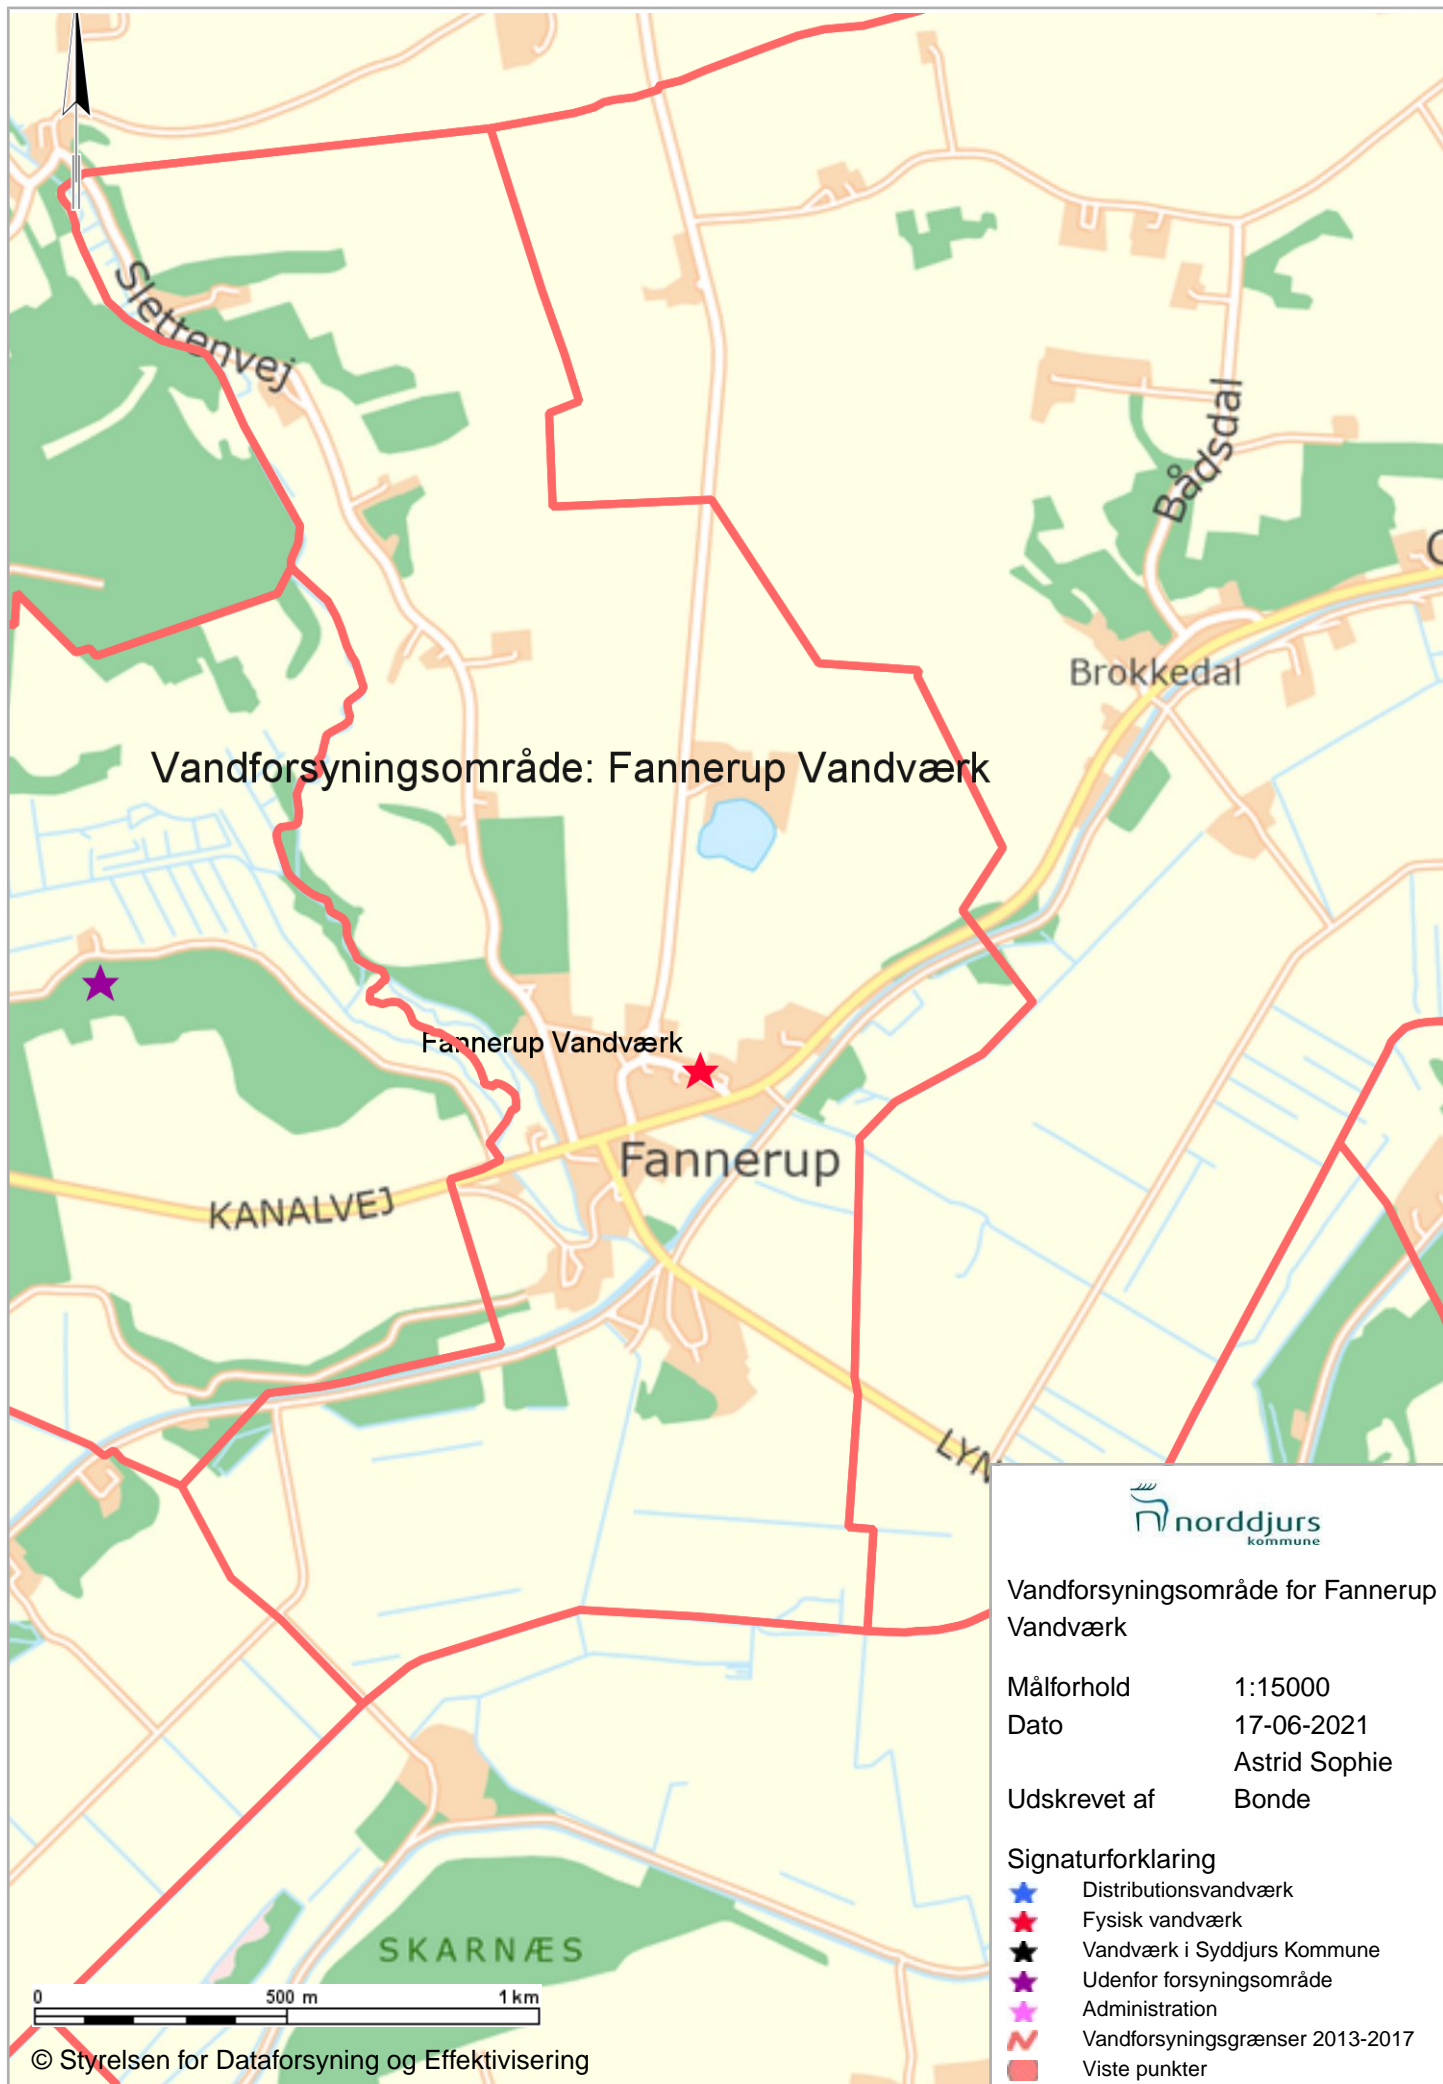 Slettenvej
Bådsdal
Brokkedal
Vandforsyningsområde: Fannerup Vandværk
Fannerup Vandværk
Fannerup
KANALVEJ
LYN
SKARNÆS
0 500 m 1 km
© Styrelsen for Dataforsyning og Effektivisering
norddjurs
kommune
Vandforsyningsområde for Fannerup
Vandværk
Målforhold 1:15000
Dato 17-06-2021
Astrid Sophie
Udskrevet af Bonde
Signaturforklaring
Distributionsvandværk
Fysisk vandværk
Vandværk i Syddjurs Kommune
Udenfor forsyningsområde
Administration
Vandforsyningsgrænser 2013-2017
Viste punkter